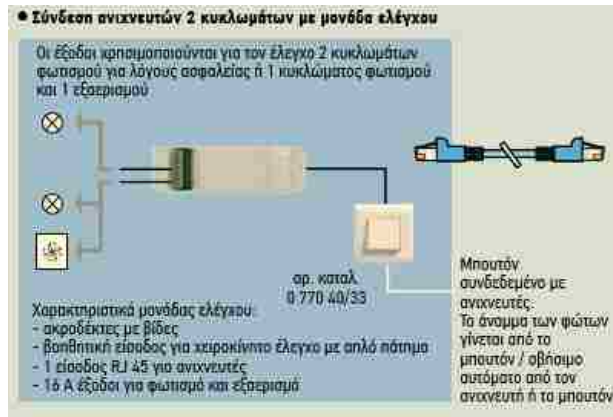 ● Σύνδεση ανιχνευτών 2 κυκλωμάτων με μονάδα ελέγχου
Οι έξοδοι χρησιμοποιούνται για τον έλεγχο 2 κυκλωμάτων
φωτισμού για λόγους ασφαλείας ή 1 κυκλώματος φωτισμού
και 1 εξαερισμού
αρ. καταλ.
0 770 40/33
Χαρακτηριστικά μονάδας ελέγχου:
- ακροδέκτες με βίδες
- βοηθητική είσοδος για χειροκίνητο έλεγχο με απλό πάτημα
- 1 είσοδος RJ 45 για ανιχνευτές
- 16 Α έξοδοι για φωτισμό και εξαερισμό
Μπουτόν
συνδεδεμένο με
ανιχνευτές.
Το άναμμα των φώτων
γίνεται από το
μπουτόν / σβήσιμο
αυτόματο από τον
ανιχνευτή ή το μπουτόν